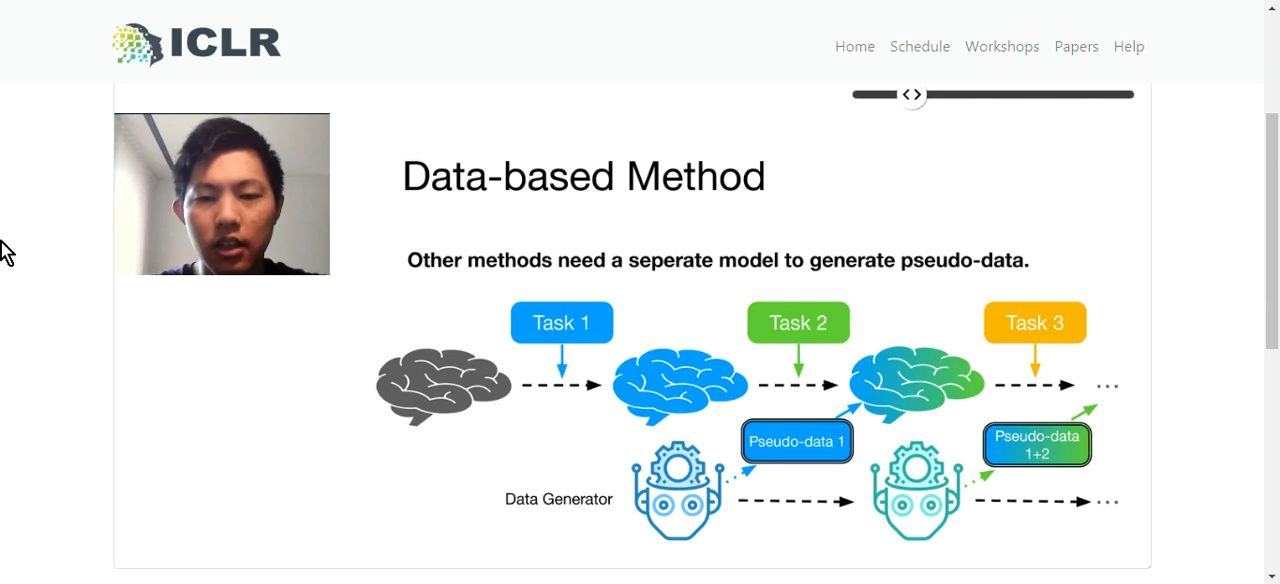 ICLR
Home Schedule Workshops Papers Help
Data-based Method
Other methods need a seperate model to generate pseudo-data.
Task 1
Task 2
Task 3
...
Pseudo-data 1
Pseudo-data
1+2
Data Generator
...